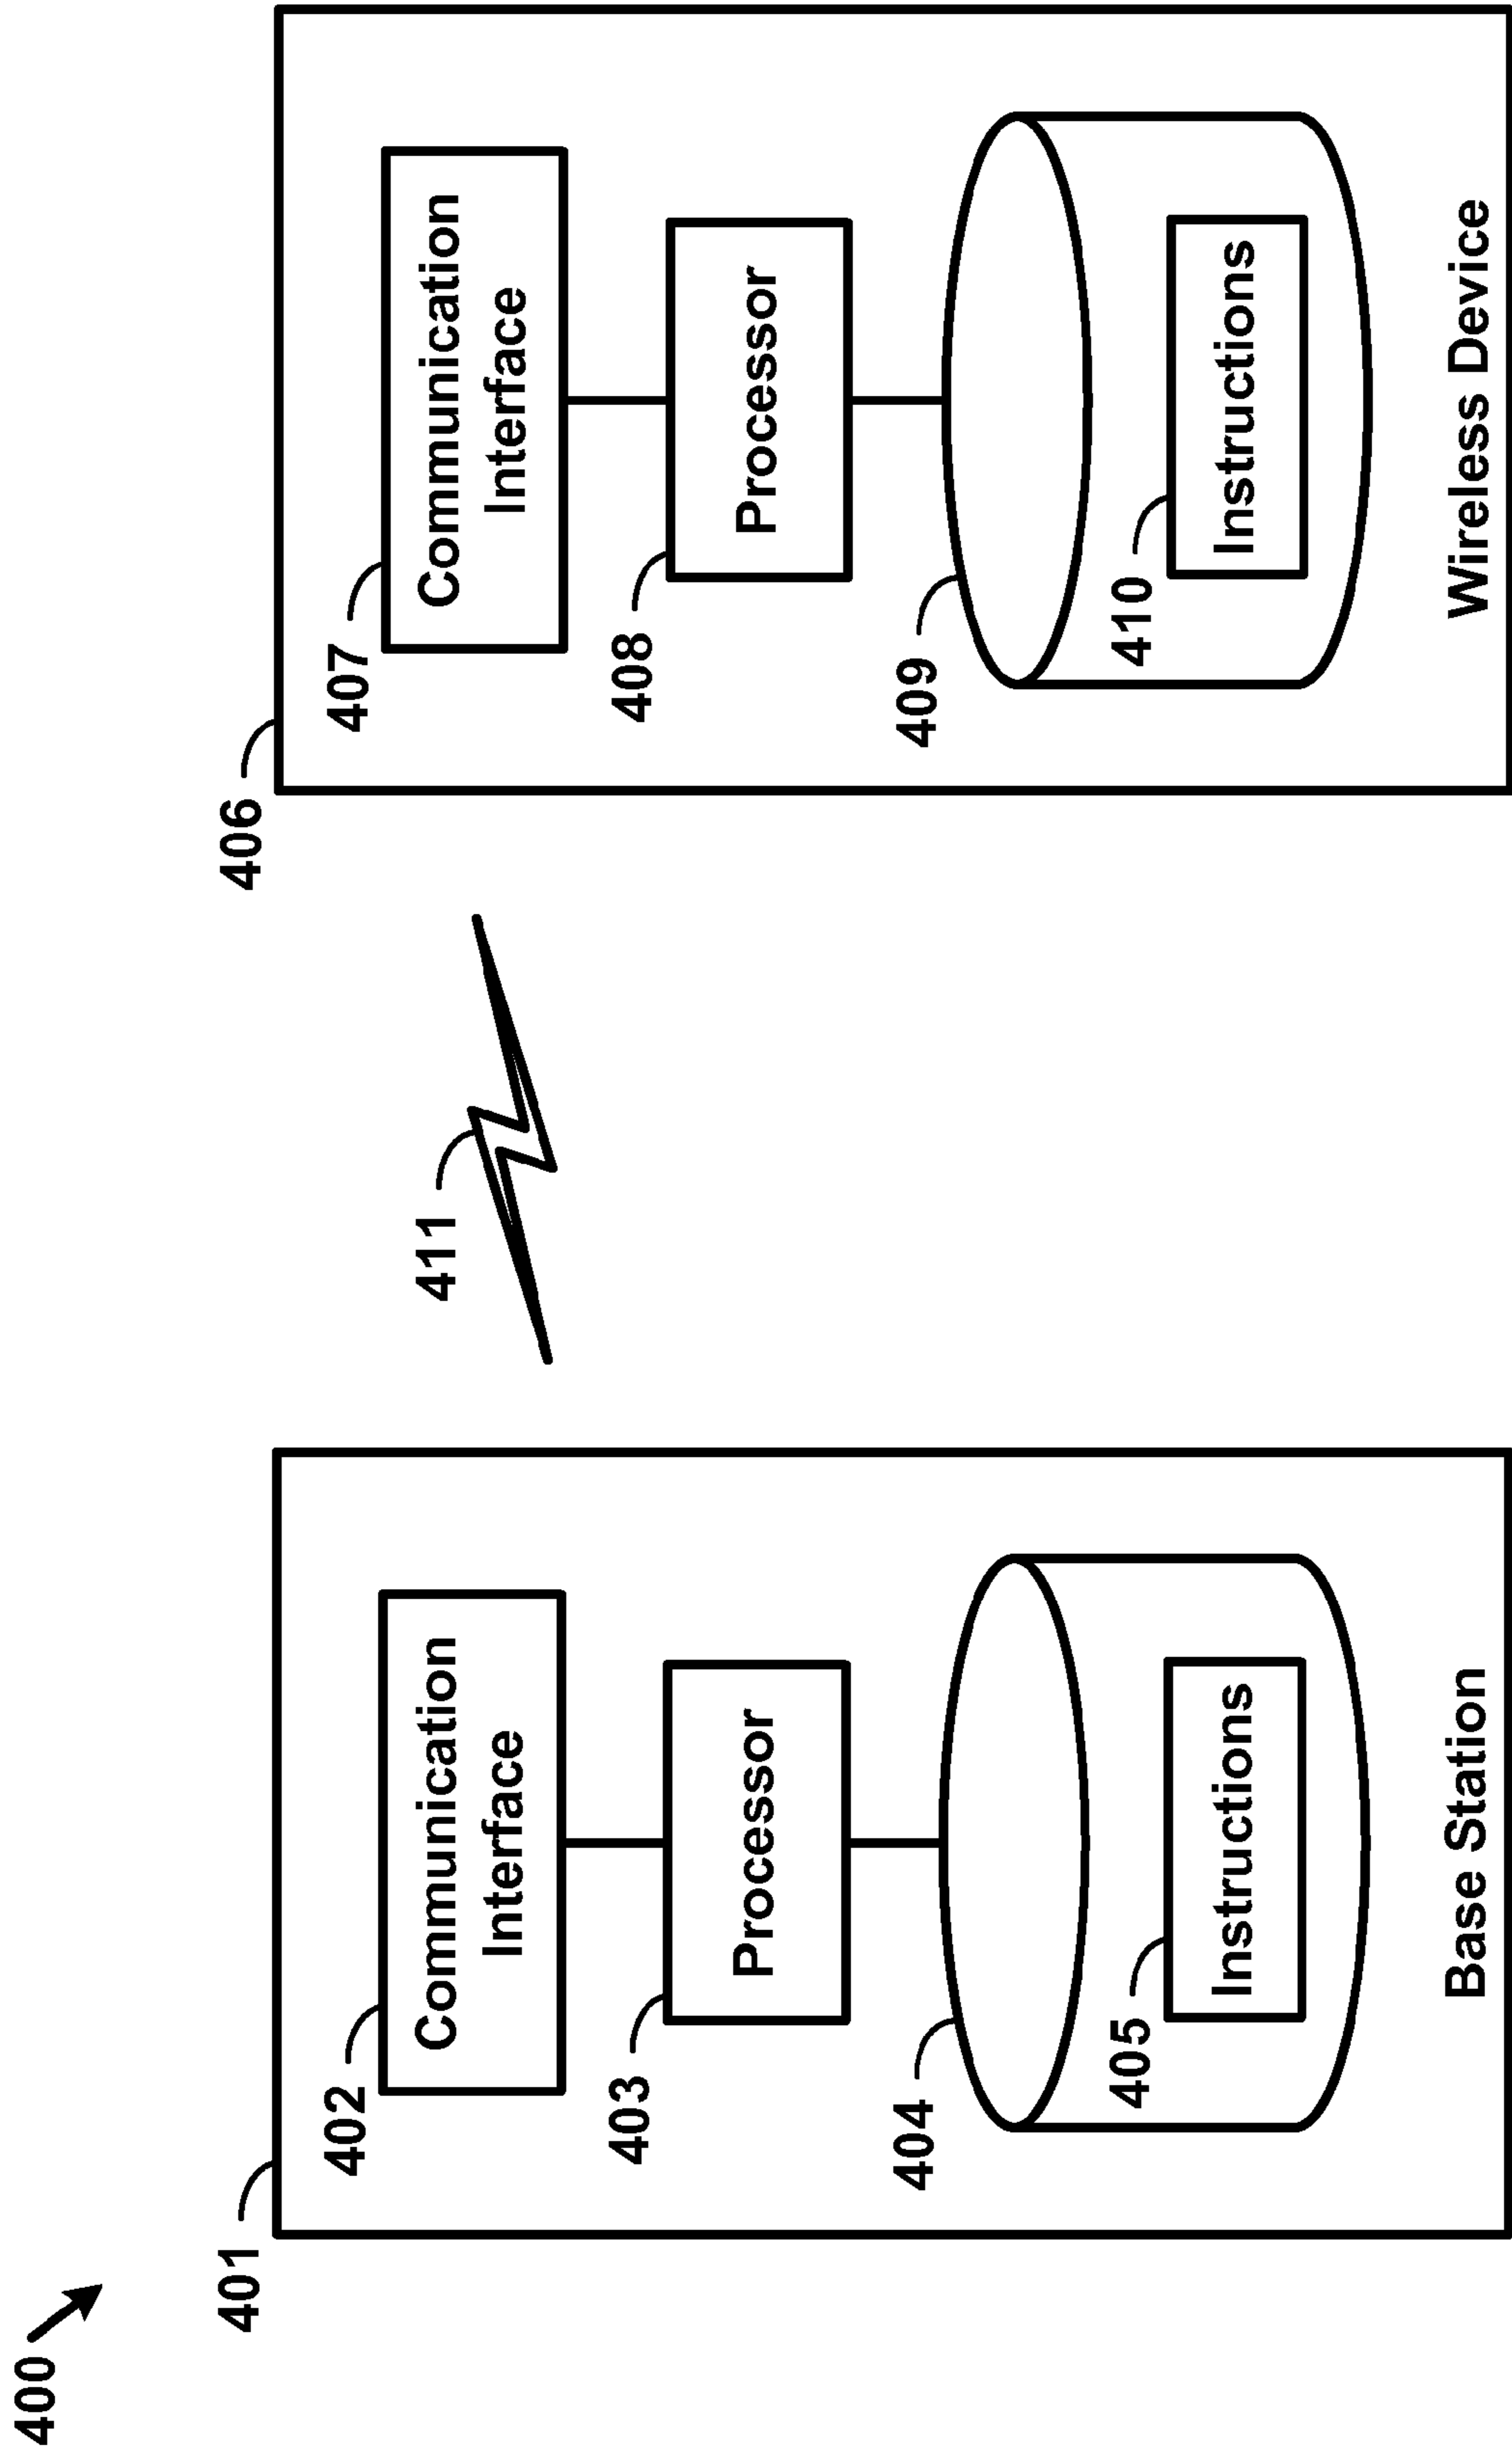 400
401
402
Communication
Interface
403
Processor
404
405
Instructions
Base Station
411
406
407
Communication
Interface
408
Processor
409
410
Instructions
Wireless Device